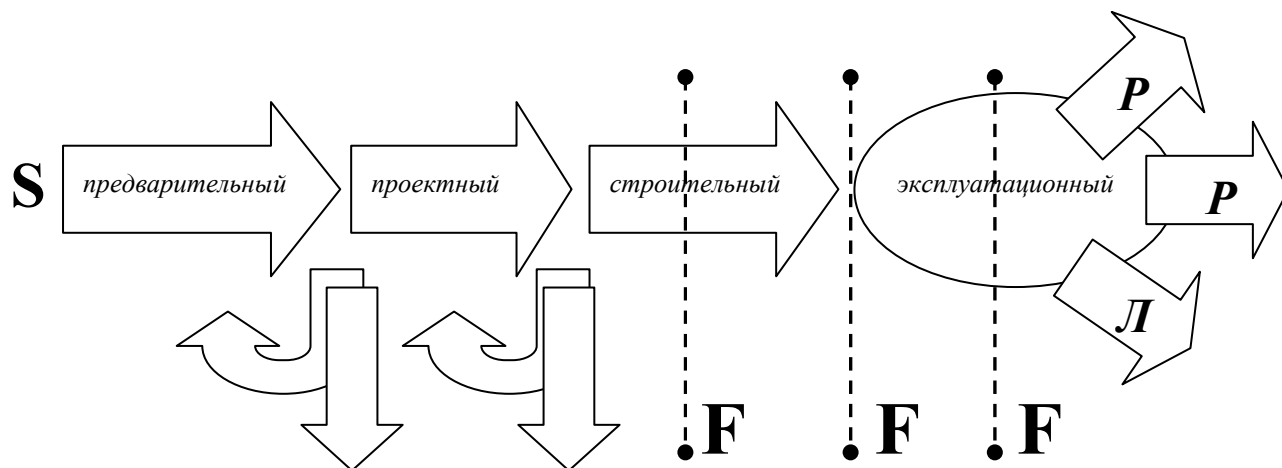 S предварительный проектный строительный эксплуатационный
Р
Р
Л
F F F